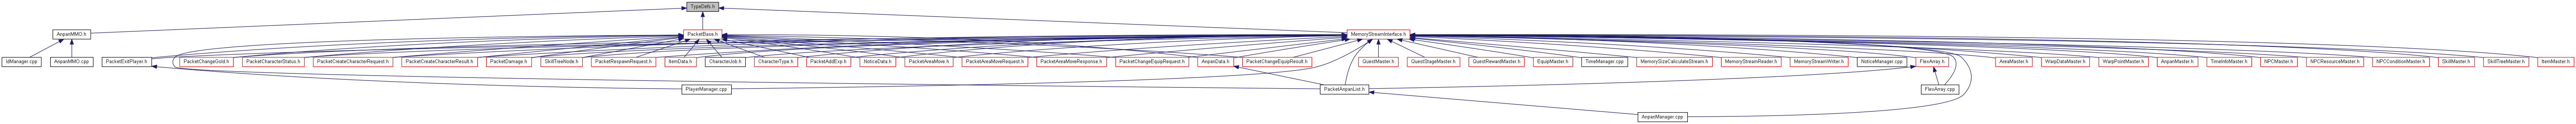 TypeDefs.h
AnpanMMO.h
PacketBase.h
MemoryStreamInterface.h
IdManager.cpp
AnpanMMO.cpp
PacketExitPlayer.h
PacketChangeGold.h
PacketCharacterStatus.h
PacketCreateCharacterRequest.h
PacketCreateCharacterResult.h
PacketDamage.h
SkillTreeNode.h
PacketRespawnRequest.h
ItemData.h
CharacterJob.h
CharacterType.h
PacketAddExp.h
NoticeData.h
PacketAreaMove.h
PacketAreaMoveRequest.h
PacketAreaMoveResponse.h
PacketChangeEquipRequest.h
AnpanData.h
PacketChangeEquipResult.h
QuestMaster.h
QuestStageMaster.h
QuestRewardMaster.h
EquipMaster.h
TimeManager.cpp
MemorySizeCaluculateStream.h
MemoryStreamReader.h
MemoryStreamWriter.h
NoticeManager.cpp
FlexArray.h
AreaMaster.h
WarpDataMaster.h
WarpPointMaster.h
AnpanMaster.h
TimeInfoMaster.h
NPCMaster.h
NPCResourceMaster.h
NPCConditionMaster.h
SkillMaster.h
SkillTreeMaster.h
ItemMaster.h
PlayerManager.cpp
PacketAnpanList.h
FlexArray.cpp
AnpanManager.cpp